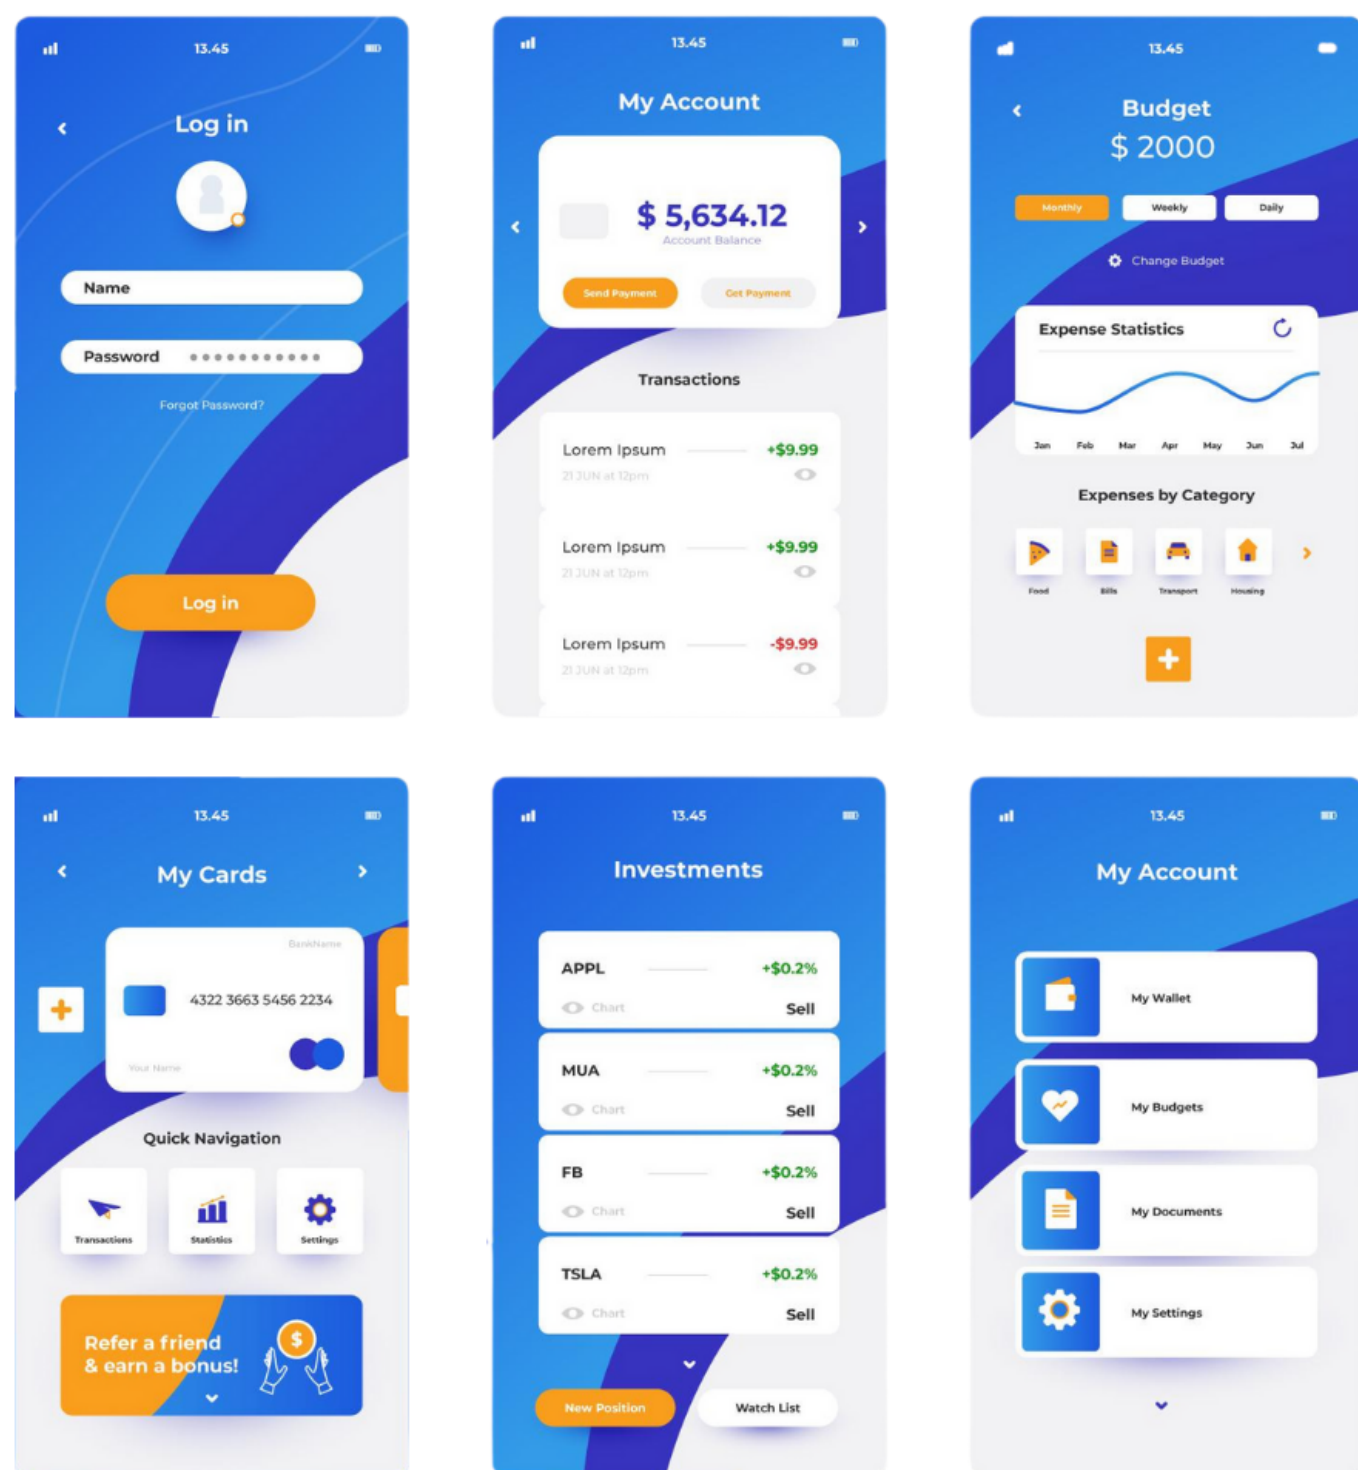 13.45
Log in
Name
Password
Forgot Password?
Log in
13.45
My Account
$ 5,634.12
Account Balance
Send Payment
Get Payment
Transactions
Lorem Ipsum
+$9.99
21 JUN at 12pm
Lorem Ipsum
+$9.99
21 JUN at 12pm
Lorem Ipsum
-$9.99
21 JUN at 12pm
13.45
Budget
$ 2000
Monthly
Weekly
Daily
Change Budget
Expense Statistics
Jan Feb Mar Apr May Jun Jul
Expenses by Category
Food Bills Transport Housing
13.45
My Cards
BankName
4322 3663 5456 2234
Your Name
Quick Navigation
Transactions Statistics Settings
Refer a friend
& earn a bonus!
$
13.45
Investments
APPL
+$0.2%
Chart
Sell
MUA
+$0.2%
Chart
Sell
FB
+$0.2%
Chart
Sell
TSLA
+$0.2%
Chart
Sell
New Position
Watch List
13.45
My Account
My Wallet
My Budgets
My Documents
My Settings